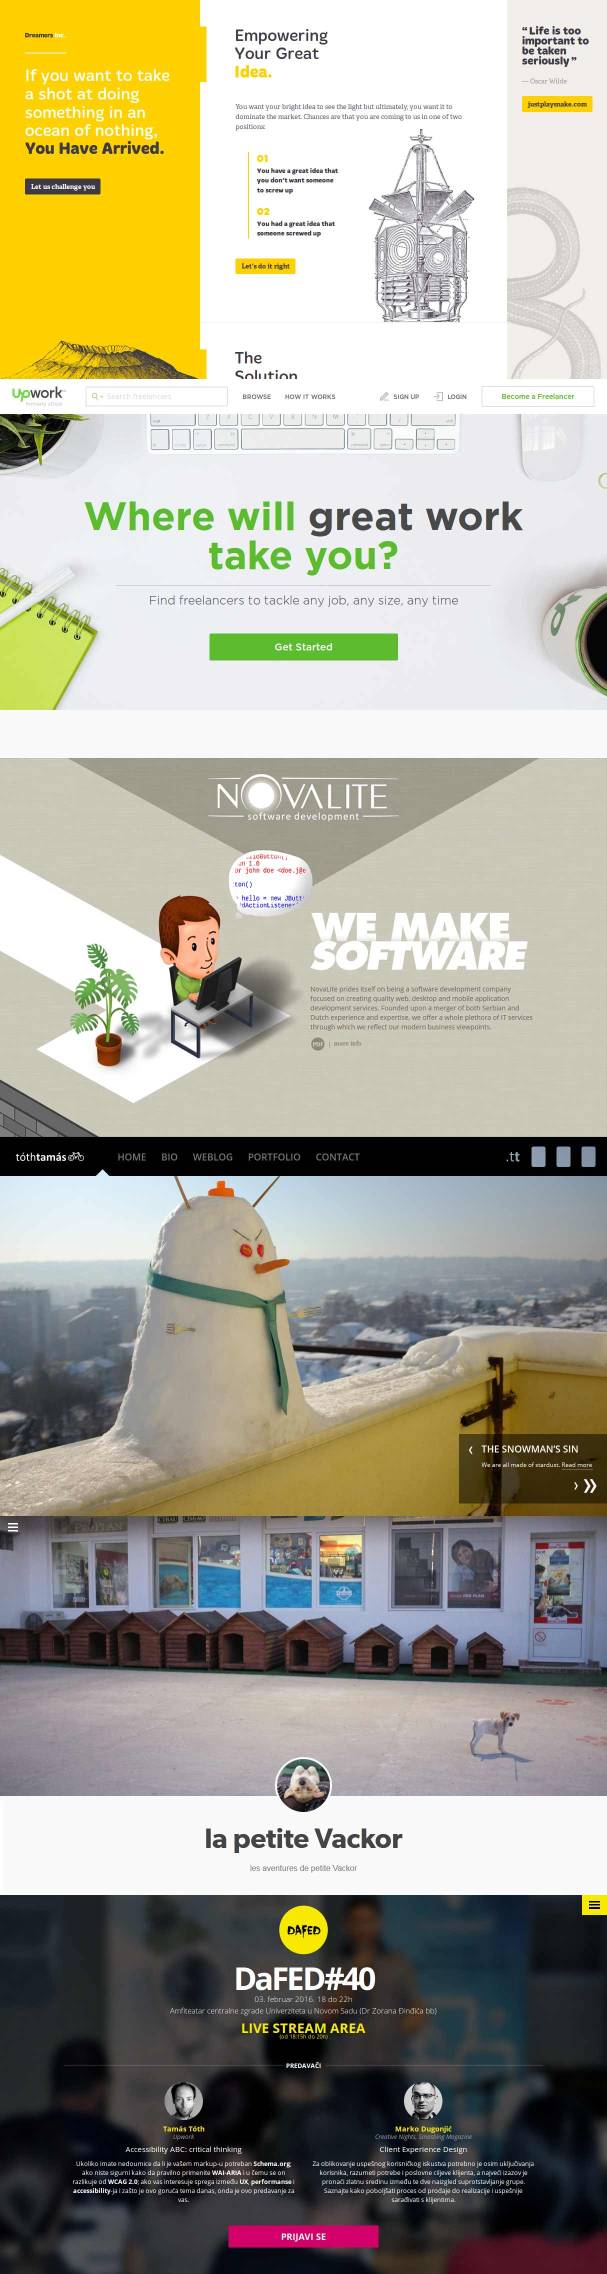 Dreamers inc.
If you want to take
a shot at doing
something in an
ocean of nothing,
You Have Arrived.
Let us challenge you
Empowering
Your Great
Idea.
You want your bright idea to see the light but ultimately, you want it to
dominate the market. Chances are that you are coming to us in one of two
positions:
01
You have a great idea that
you don't want someone
to screw up
02
You had a great idea that
someone screwed up
Let's do it right
The
Solution
“Life is too
important to
be taken
seriously”
— Oscar Wilde
justplaymake.com
Upwork
formerly oDesk
Search freelancers
BROWSE HOW IT WORKS SIGN UP LOGIN Become a Freelancer
Where will great work
take you?
Find freelancers to tackle any job, any size, any time
Get Started
NOVALITE
software development
on 1.0
or john doe <doe.j@e
ton()
hello = new JButt
dActionListener
WE MAKE
SOFTWARE
NovaLite prides itself on being a software development company
focused on creating quality web, desktop and mobile application
development services. Founded upon a merger of both Serbian and
Dutch experience and expertise, we offer a whole plethora of IT services
through which we reflect our modern business viewpoints.
PDF | more info
tóthtamás HOME BIO WEBLOG PORTFOLIO CONTACT .tt
THE SNOWMAN'S SIN
We are all made of stardust. Read more
la petite Vackor
les aventures de petite Vackor
DAFED
DaFED#40
03. februar 2016. 18 do 22h
Amfiteatar centralne zgrade Univerziteta u Novom Sadu (Dr Zorana Đinđića bb)
LIVE STREAM AREA
(od 18:15h do 20h)
PREDAVAČI
Tamás Tóth
Upwork
Accessibility ABC: critical thinking
Ukoliko imate nedoumice da li je vašem markup-u potreban Schema.org;
ako niste sigurni kako da pravilno primenite WAI-ARIA i u čemu se on
razlikuje od WCAG 2.0; ako vas interesuje sprega između UX, performanse i
accessibility-ja i zašto je ovo goruća tema danas, onda je ovo predavanje za
vas.
Marko Dugonjić
Creative Nights, Smashing Magazine
Client Experience Design
Za oblikovanje uspešnog korisničkog iskustva potrebno je osim uključivanja
korisnika, razumeti potrebe i poslovne ciljeve klijenta, a najveći izazov je
pronaći zlatnu sredinu između te dve naizgled suprotstavljanje grupe.
Saznajte kako poboljšati proces od prodaje do realizacije i uspešnije
sarađivati s klijentima.
PRIJAVI SE